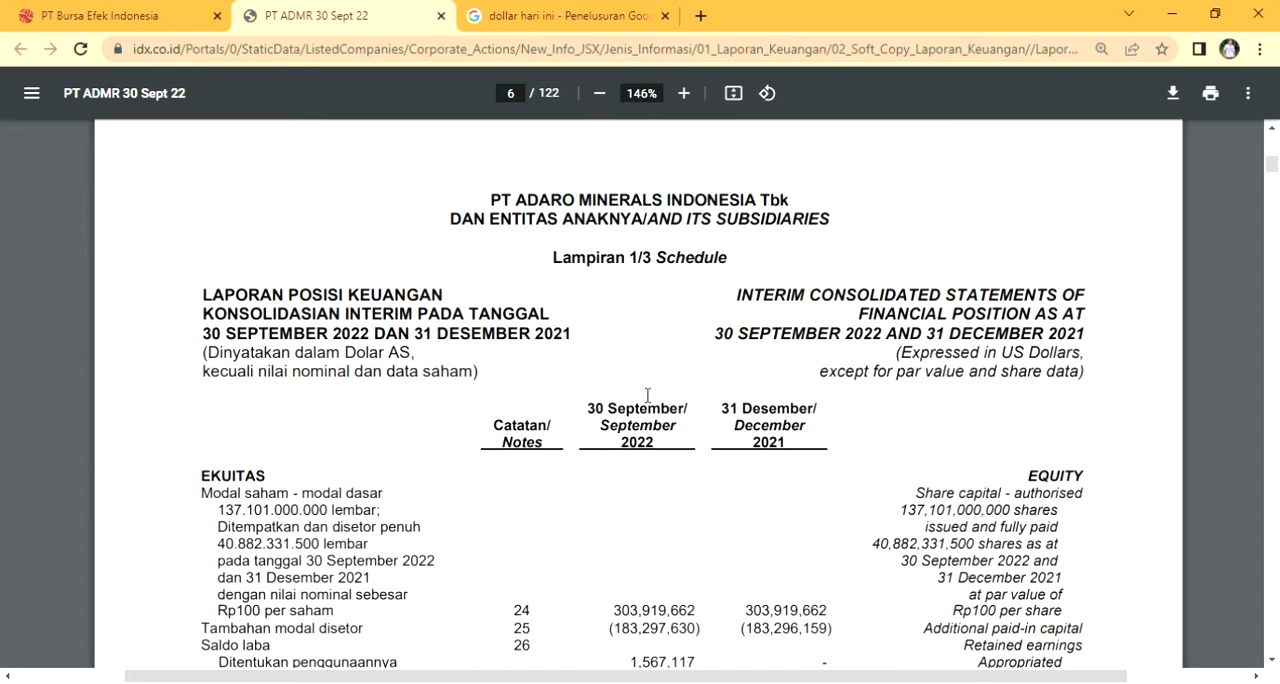 PT Bursa Efek Indonesia
PT ADMR 30 Sept 22
dollar hari ini - Penelusuran Goo
idx.co.id/Portals/0/StaticData/ListedCompanies/Corporate_Actions/New_Info_JSX/Jenis_Informasi/01_Laporan_Keuangan/02_Soft_Copy_Laporan_Keuangan//Lapor...
PT ADMR 30 Sept 22
6 / 122
146%
PT ADARO MINERALS INDONESIA Tbk
DAN ENTITAS ANAKNYA/AND ITS SUBSIDIARIES
Lampiran 1/3 Schedule
LAPORAN POSISI KEUANGAN
KONSOLIDASIAN INTERIM PADA TANGGAL
30 SEPTEMBER 2022 DAN 31 DESEMBER 2021
(Dinyatakan dalam Dolar AS,
kecuali nilai nominal dan data saham)
INTERIM CONSOLIDATED STATEMENTS OF
FINANCIAL POSITION AS AT
30 SEPTEMBER 2022 AND 31 DECEMBER 2021
(Expressed in US Dollars,
except for par value and share data)
Catatan/
Notes
30 September/
September
2022
31 Desember/
December
2021
EKUITAS EQUITY
Modal saham - modal dasar Share capital - authorised
137.101.000.000 lembar; 137,101,000,000 shares
Ditempatkan dan disetor penuh issued and fully paid
40.882.331.500 lembar 40,882,331,500 shares as at
pada tanggal 30 September 2022 30 September 2022 and
dan 31 Desember 2021 31 December 2021
dengan nilai nominal sebesar at par value of
Rp100 per saham 24 303,919,662 303,919,662 Rp100 per share
Tambahan modal disetor 25 (183,297,630) (183,296,159) Additional paid-in capital
Saldo laba 26 Retained earnings
Ditentukan penggunaannya 1,567,117 - Appropriated